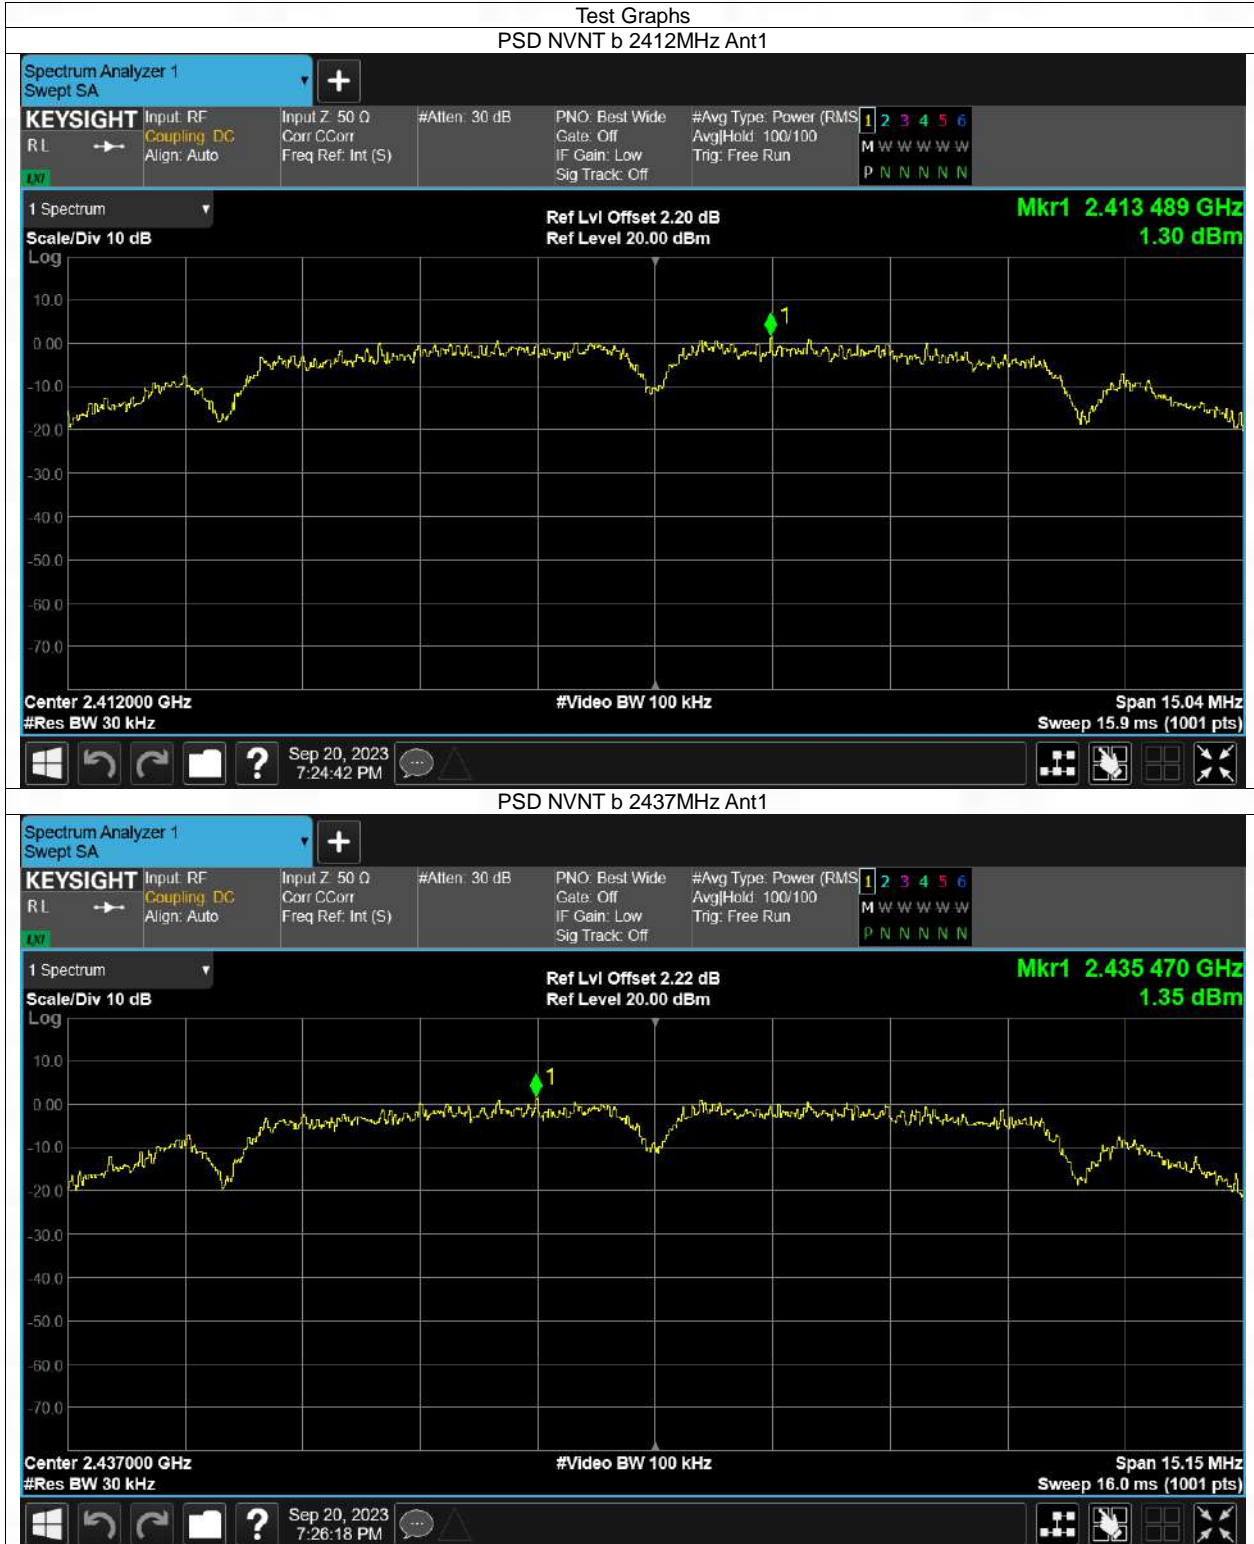 Test Graphs
PSD NVNT b 2412MHz Ant1
Spectrum Analyzer 1
Swept SA
KEYSIGHT Input: RF Input Z: 50 Ω #Atten: 30 dB PNO: Best Wide #Avg Type: Power (RMS 1 2 3 4 5 6
RL Coupling: DC Corr CCorr Gate: Off Avg|Hold: 100/100 M W W W W W
Align: Auto Freq Ref: Int (S) IF Gain: Low Trig: Free Run
LXI Sig Track: Off P N N N N N
1 Spectrum Ref Lvl Offset 2.20 dB Mkr1 2.413 489 GHz
Scale/Div 10 dB Ref Level 20.00 dBm 1.30 dBm
Log
10.0
1
0.00
-10.0
-20.0
-30.0
-40.0
-50.0
-60.0
-70.0
Center 2.412000 GHz #Video BW 100 kHz Span 15.04 MHz
#Res BW 30 kHz Sweep 15.9 ms (1001 pts)
? Sep 20, 2023
7:24:42 PM
PSD NVNT b 2437MHz Ant1
Spectrum Analyzer 1
Swept SA
KEYSIGHT Input: RF Input Z: 50 Ω #Atten: 30 dB PNO: Best Wide #Avg Type: Power (RMS 1 2 3 4 5 6
RL Coupling: DC Corr CCorr Gate: Off Avg|Hold: 100/100 M W W W W W
Align: Auto Freq Ref: Int (S) IF Gain: Low Trig: Free Run
LXI Sig Track: Off P N N N N N
1 Spectrum Ref Lvl Offset 2.22 dB Mkr1 2.435 470 GHz
Scale/Div 10 dB Ref Level 20.00 dBm 1.35 dBm
Log
10.0
1
0.00
-10.0
-20.0
-30.0
-40.0
-50.0
-60.0
-70.0
Center 2.437000 GHz #Video BW 100 kHz Span 15.15 MHz
#Res BW 30 kHz Sweep 16.0 ms (1001 pts)
? Sep 20, 2023
7:26:18 PM